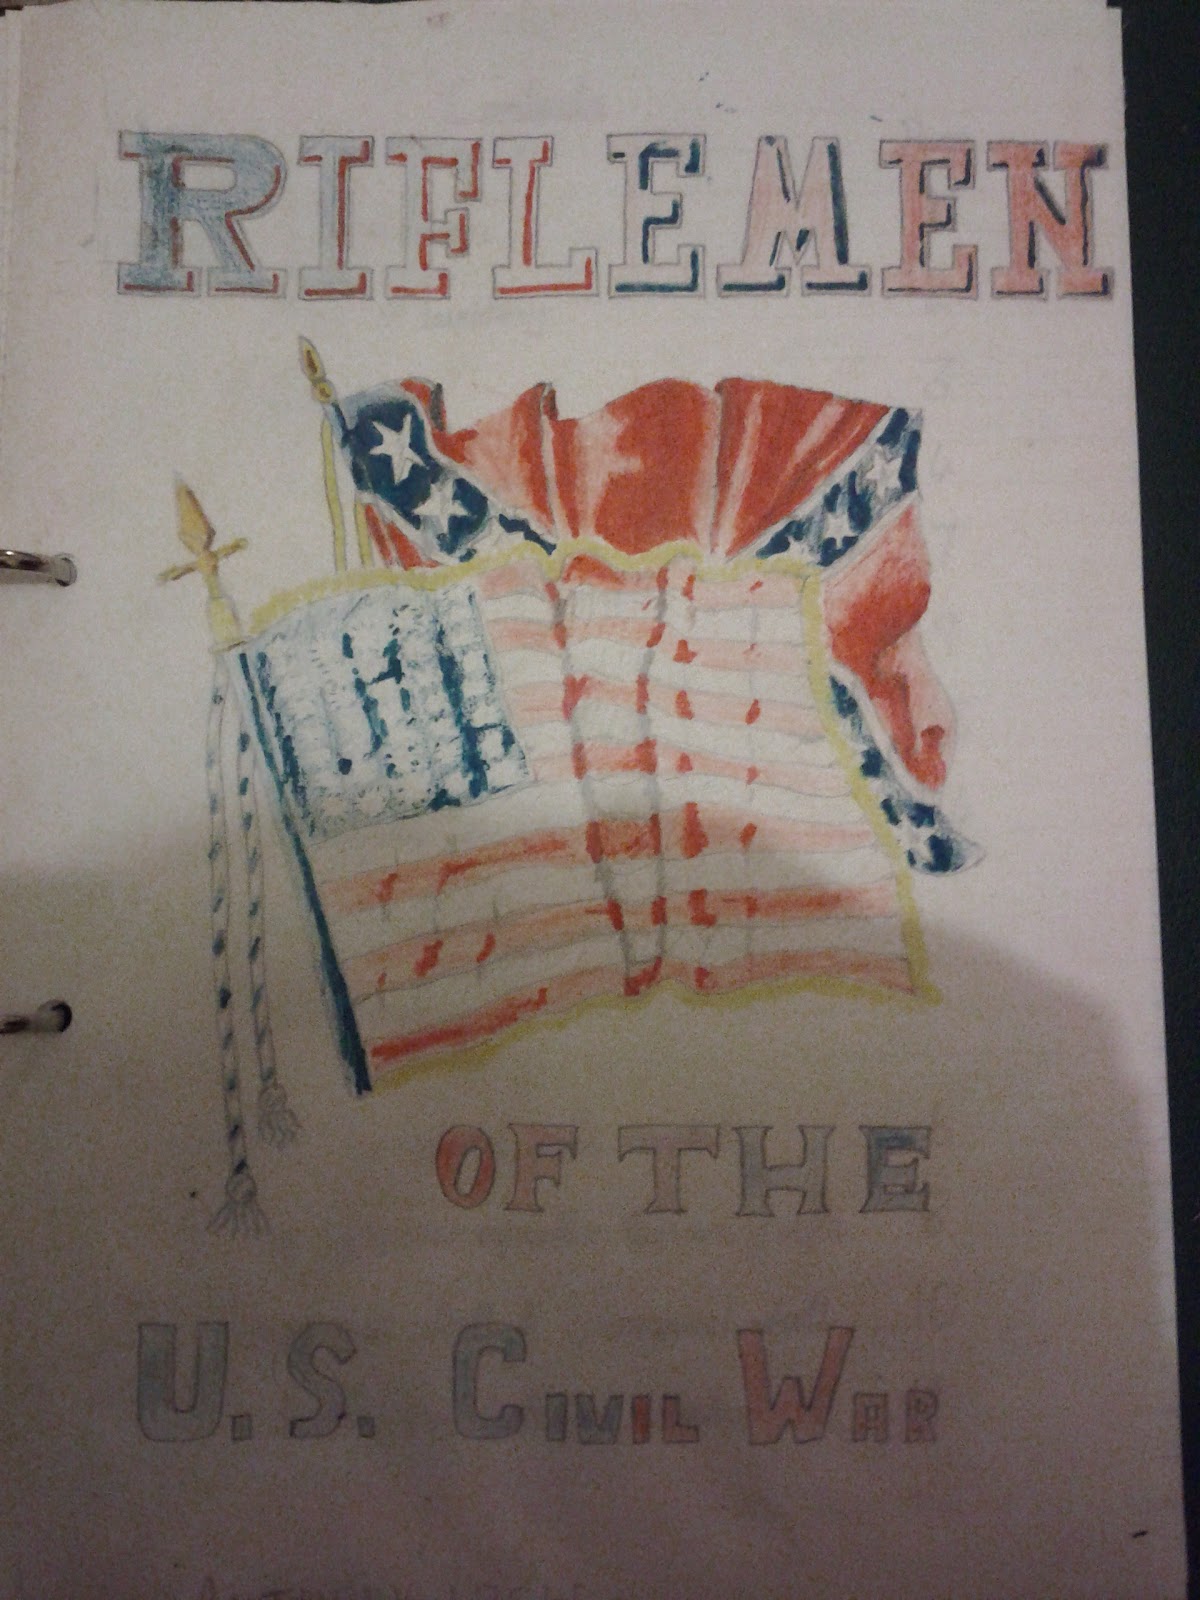 RIFLEMEN
OF THE
U.S. CIVIL WAR